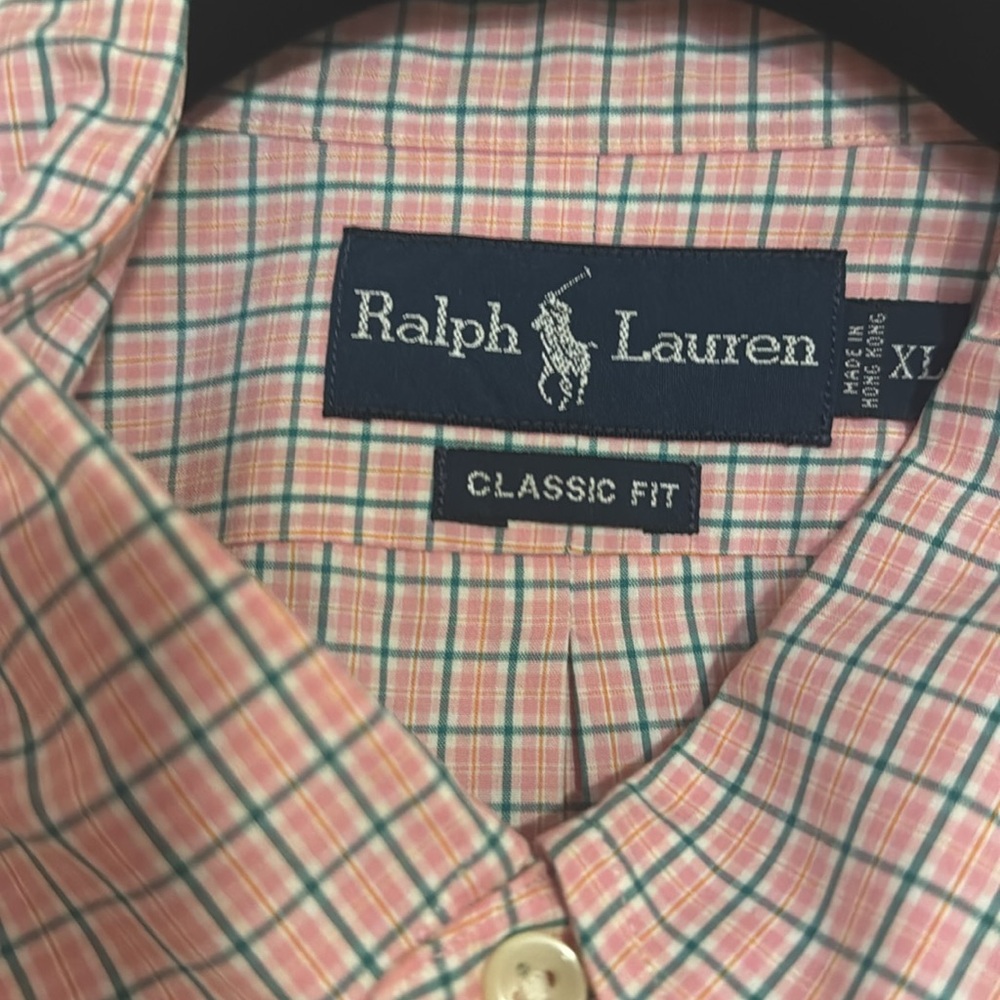 Ralph Lauren
MADE IN
HONG KONG
XL
CLASSIC FIT